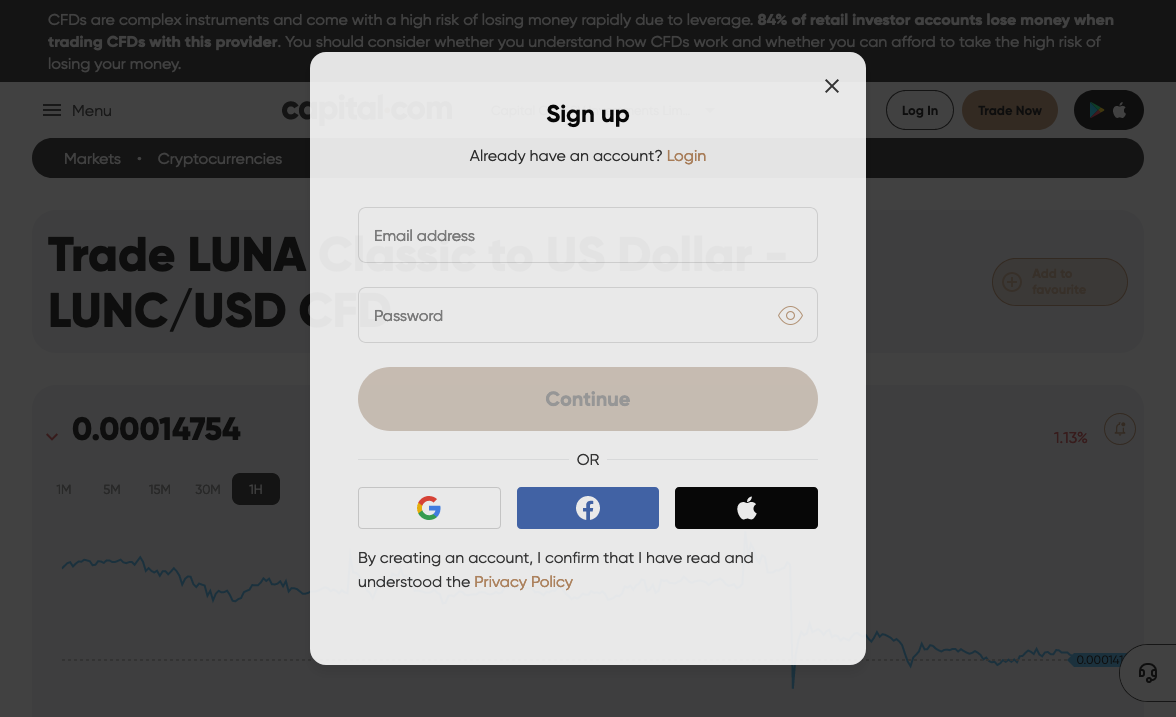 CFDs are complex instruments and come with a high risk of losing money rapidly due to leverage. 84% of retail investor accounts lose money when
trading CFDs with this provider. You should consider whether you understand how CFDs work and whether you can afford to take the high risk of
losing your money.
Menu
capital.com
Log In
Trade Now
Markets • Cryptocurrencies
Sign up
Already have an account? Login
Trade LUNA Classic to US Dollar -
LUNC/USD CFD
Add to
favourite
Email address
Password
Continue
0.00014754
1.13%
1M 5M 15M 30M 1H
OR
By creating an account, I confirm that I have read and
understood the Privacy Policy